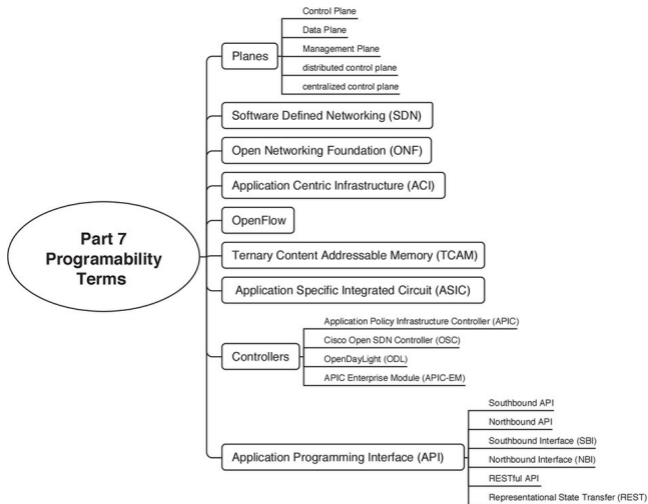 Part 7
Programability
Terms
Planes
Control Plane
Data Plane
Management Plane
distributed control plane
centralized control plane
Software Defined Networking (SDN)
Open Networking Foundation (ONF)
Application Centric Infrastructure (ACI)
OpenFlow
Ternary Content Addressable Memory (TCAM)
Application Specific Integrated Circuit (ASIC)
Controllers
Application Policy Infrastructure Controller (APIC)
Cisco Open SDN Controller (OSC)
OpenDayLight (ODL)
APIC Enterprise Module (APIC-EM)
Application Programming Interface (API)
Southbound API
Northbound API
Southbound Interface (SBI)
Northbound Interface (NBI)
RESTful API
Representational State Transfer (REST)